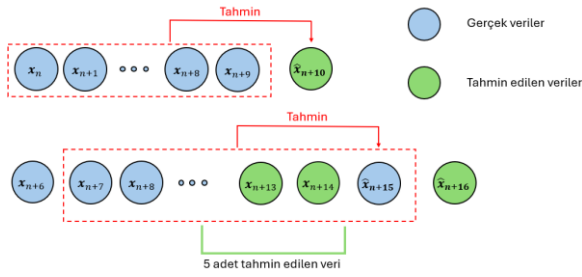 Tahmin
Gerçek veriler
xₙ xₙ₊₁ xₙ₊₈ xₙ₊₉ x̂ₙ₊₁₀
Tahmin edilen veriler
Tahmin
xₙ₊₆ xₙ₊₇ xₙ₊₈ xₙ₊₁₃ xₙ₊₁₄ x̂ₙ₊₁₅ x̂ₙ₊₁₆
5 adet tahmin edilen veri